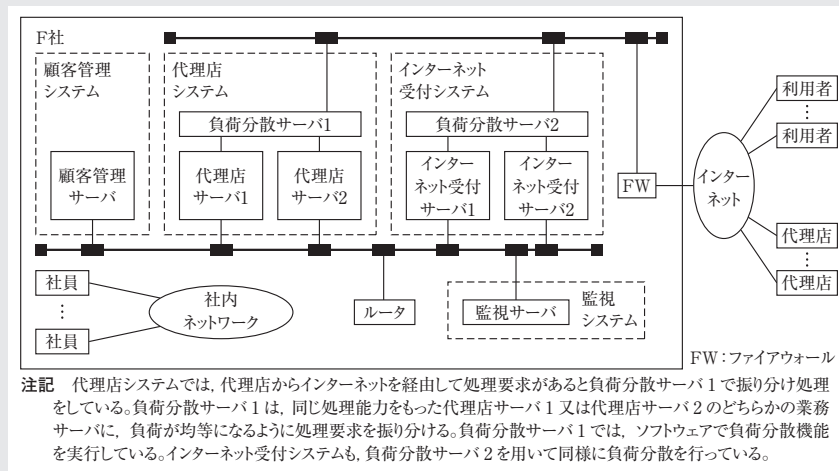 F社
顧客管理
システム
顧客管理
サーバ
代理店
システム
負荷分散サーバ1
代理店
サーバ1
代理店
サーバ2
インターネット
受付システム
負荷分散サーバ2
インター
ネット受付
サーバ1
インター
ネット受付
サーバ2
FW
インター
ネット
利用者
⋮
利用者
代理店
⋮
代理店
社員
⋮
社員
社内
ネットワーク
ルータ
監視サーバ
監視
システム
FW：ファイアウォール
注記　代理店システムでは，代理店からインターネットを経由して処理要求があると負荷分散サーバ1で振り分け処理
をしている。負荷分散サーバ1は，同じ処理能力をもった代理店サーバ1又は代理店サーバ2のどちらかの業務
サーバに，負荷が均等になるように処理要求を振り分ける。負荷分散サーバ1では，ソフトウェアで負荷分散機能
を実行している。インターネット受付システムも，負荷分散サーバ2を用いて同様に負荷分散を行っている。